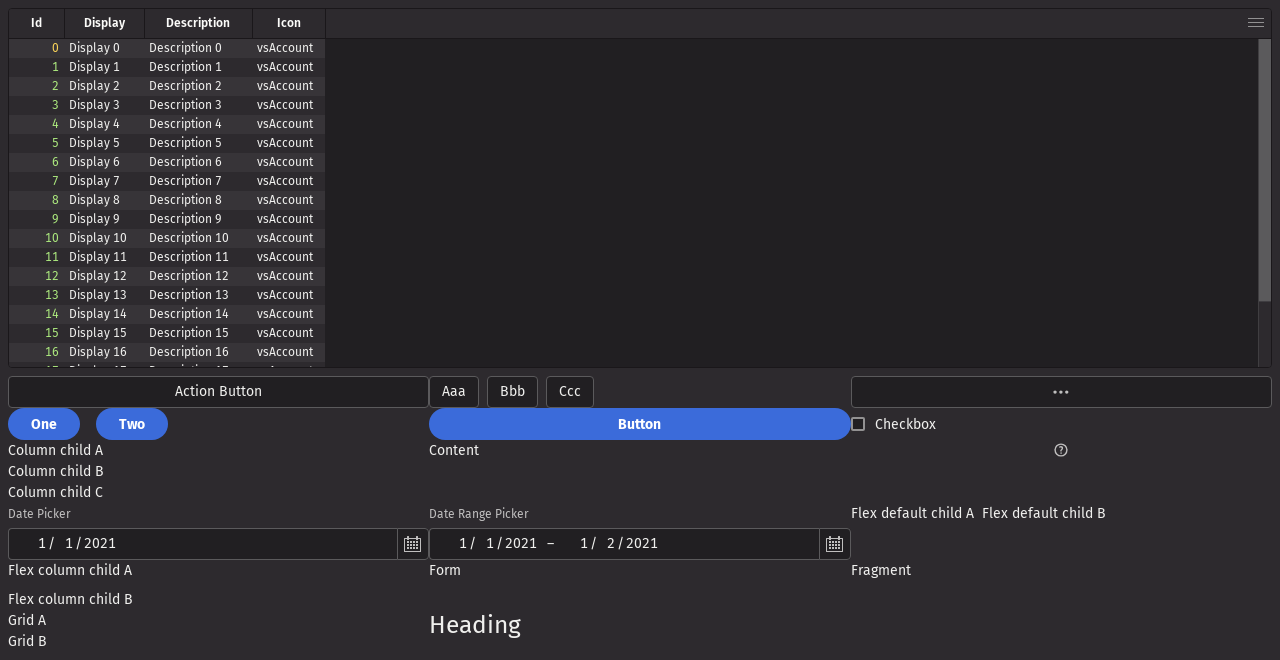 Id Display Description Icon
0 Display 0 Description 0 vsAccount
1 Display 1 Description 1 vsAccount
2 Display 2 Description 2 vsAccount
3 Display 3 Description 3 vsAccount
4 Display 4 Description 4 vsAccount
5 Display 5 Description 5 vsAccount
6 Display 6 Description 6 vsAccount
7 Display 7 Description 7 vsAccount
8 Display 8 Description 8 vsAccount
9 Display 9 Description 9 vsAccount
10 Display 10 Description 10 vsAccount
11 Display 11 Description 11 vsAccount
12 Display 12 Description 12 vsAccount
13 Display 13 Description 13 vsAccount
14 Display 14 Description 14 vsAccount
15 Display 15 Description 15 vsAccount
16 Display 16 Description 16 vsAccount
Action Button Aaa Bbb Ccc
One Two Button Checkbox
Column child A Content
Column child B
Column child C
Date Picker Date Range Picker Flex default child A Flex default child B
1/ 1/2021 1/ 1/2021 – 1/ 2/2021
Flex column child A Form Fragment
Flex column child B
Grid A Heading
Grid B